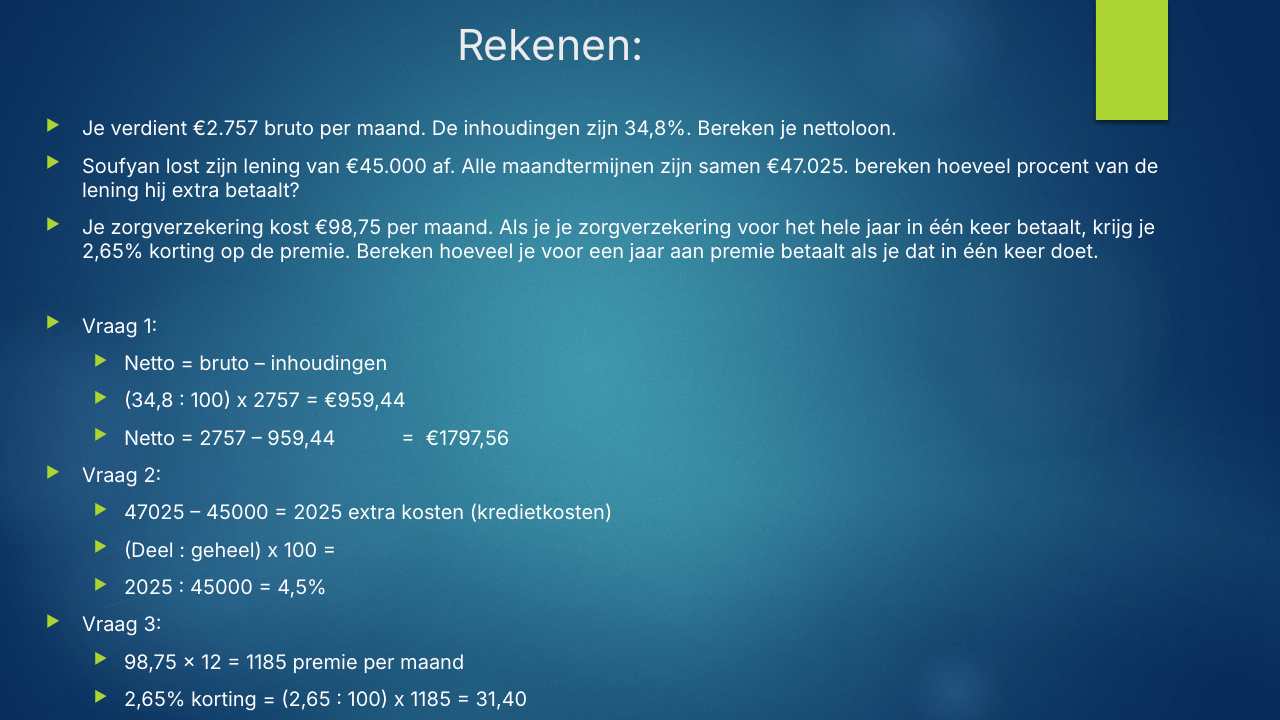 Rekenen:
Je verdient €2.757 bruto per maand. De inhoudingen zijn 34,8%. Bereken je nettoloon.
Soufyan lost zijn lening van €45.000 af. Alle maandtermijnen zijn samen €47.025. bereken hoeveel procent van de
lening hij extra betaalt?
Je zorgverzekering kost €98,75 per maand. Als je je zorgverzekering voor het hele jaar in één keer betaalt, krijg je
2,65% korting op de premie. Bereken hoeveel je voor een jaar aan premie betaalt als je dat in één keer doet.
Vraag 1:
Netto = bruto – inhoudingen
(34,8 : 100) x 2757 = €959,44
Netto = 2757 – 959,44 = €1797,56
Vraag 2:
47025 – 45000 = 2025 extra kosten (kredietkosten)
(Deel : geheel) x 100 =
2025 : 45000 = 4,5%
Vraag 3:
98,75 × 12 = 1185 premie per maand
2,65% korting = (2,65 : 100) x 1185 = 31,40